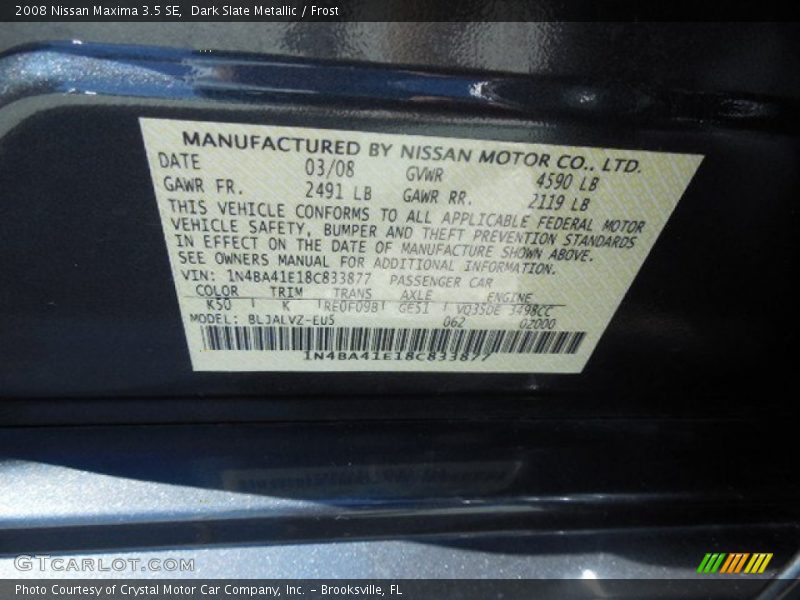 2008 Nissan Maxima 3.5 SE, Dark Slate Metallic / Frost
MANUFACTURED BY NISSAN MOTOR CO., LTD.
DATE 03/08 GVWR 4590 LB
GAWR FR. 2491 LB GAWR RR. 2119 LB
THIS VEHICLE CONFORMS TO ALL APPLICABLE FEDERAL MOTOR
VEHICLE SAFETY, BUMPER AND THEFT PREVENTION STANDARDS
IN EFFECT ON THE DATE OF MANUFACTURE SHOWN ABOVE.
SEE OWNERS MANUAL FOR ADDITIONAL INFORMATION.
VIN: 1N4BA41E18C833877 PASSENGER CAR
COLOR TRIM TRANS AXLE ENGINE
K50 K RE0F09B GE51 VQ35DE 3498CC
MODEL: BLJALVZ-EU5 062 02000
1N4BA41E18C833877
GTCARLOT.COM
Photo Courtesy of Crystal Motor Car Company, Inc. - Brooksville, FL